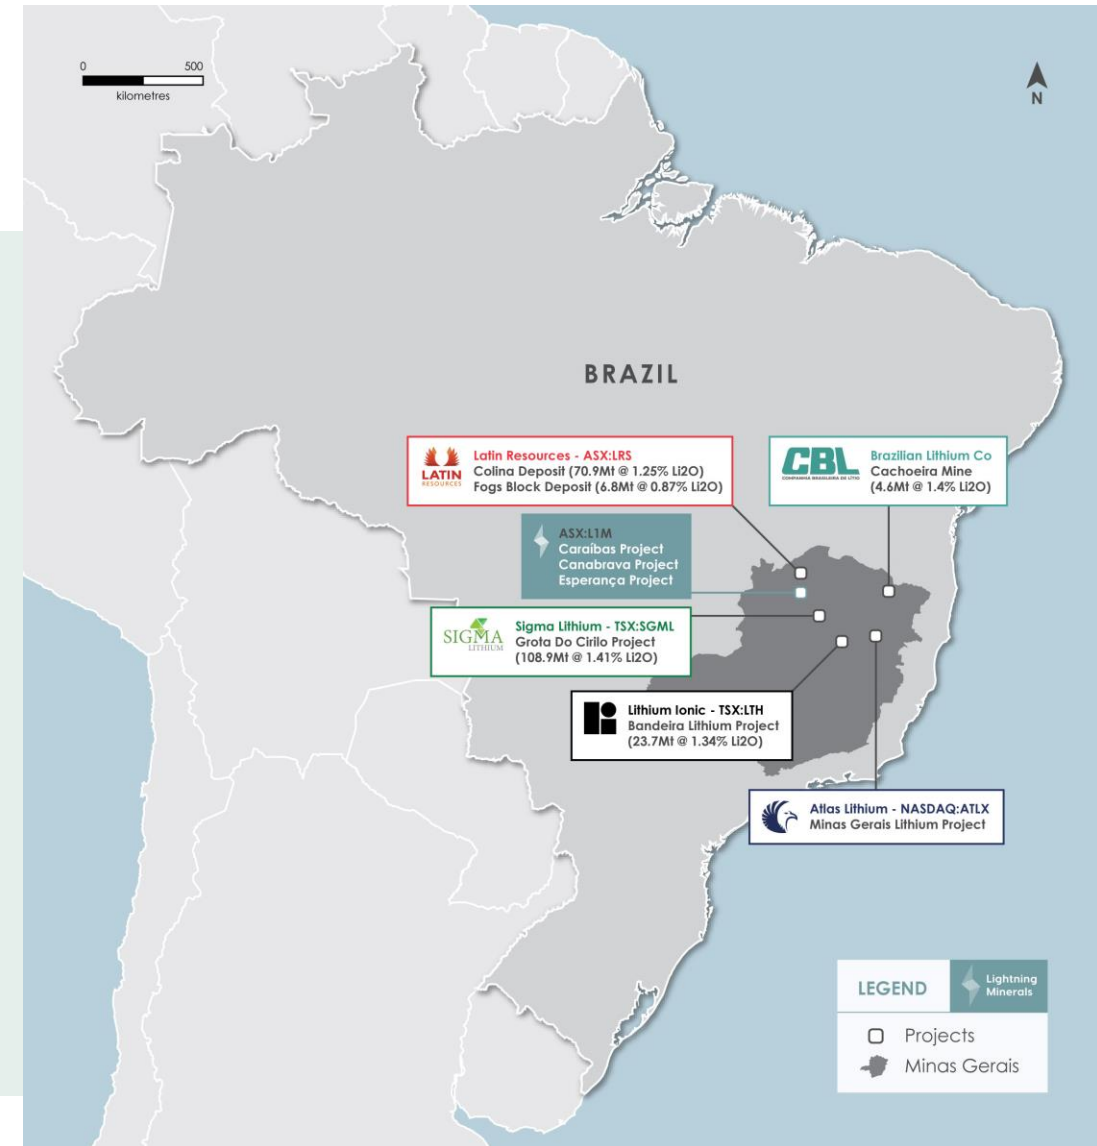 0 500
kilometres
N
BRAZIL
LATIN
RESOURCES
Latin Resources - ASX:LRS
Colina Deposit (70.9Mt @ 1.25% Li2O)
Fogs Block Deposit (6.8Mt @ 0.87% Li2O)
CBL
COMPANHIA BRASILEIRA DE LÍTIO
Brazilian Lithium Co
Cachoeira Mine
(4.6Mt @ 1.4% Li2O)
ASX:L1M
Caraíbas Project
Canabrava Project
Esperança Project
SIGMA
LITHIUM
Sigma Lithium - TSX:SGML
Grota Do Cirilo Project
(108.9Mt @ 1.41% Li2O)
Lithium Ionic - TSX:LTH
Bandeira Lithium Project
(23.7Mt @ 1.34% Li2O)
Atlas Lithium - NASDAQ:ATLX
Minas Gerais Lithium Project
LEGEND
Lightning
Minerals
Projects
Minas Gerais